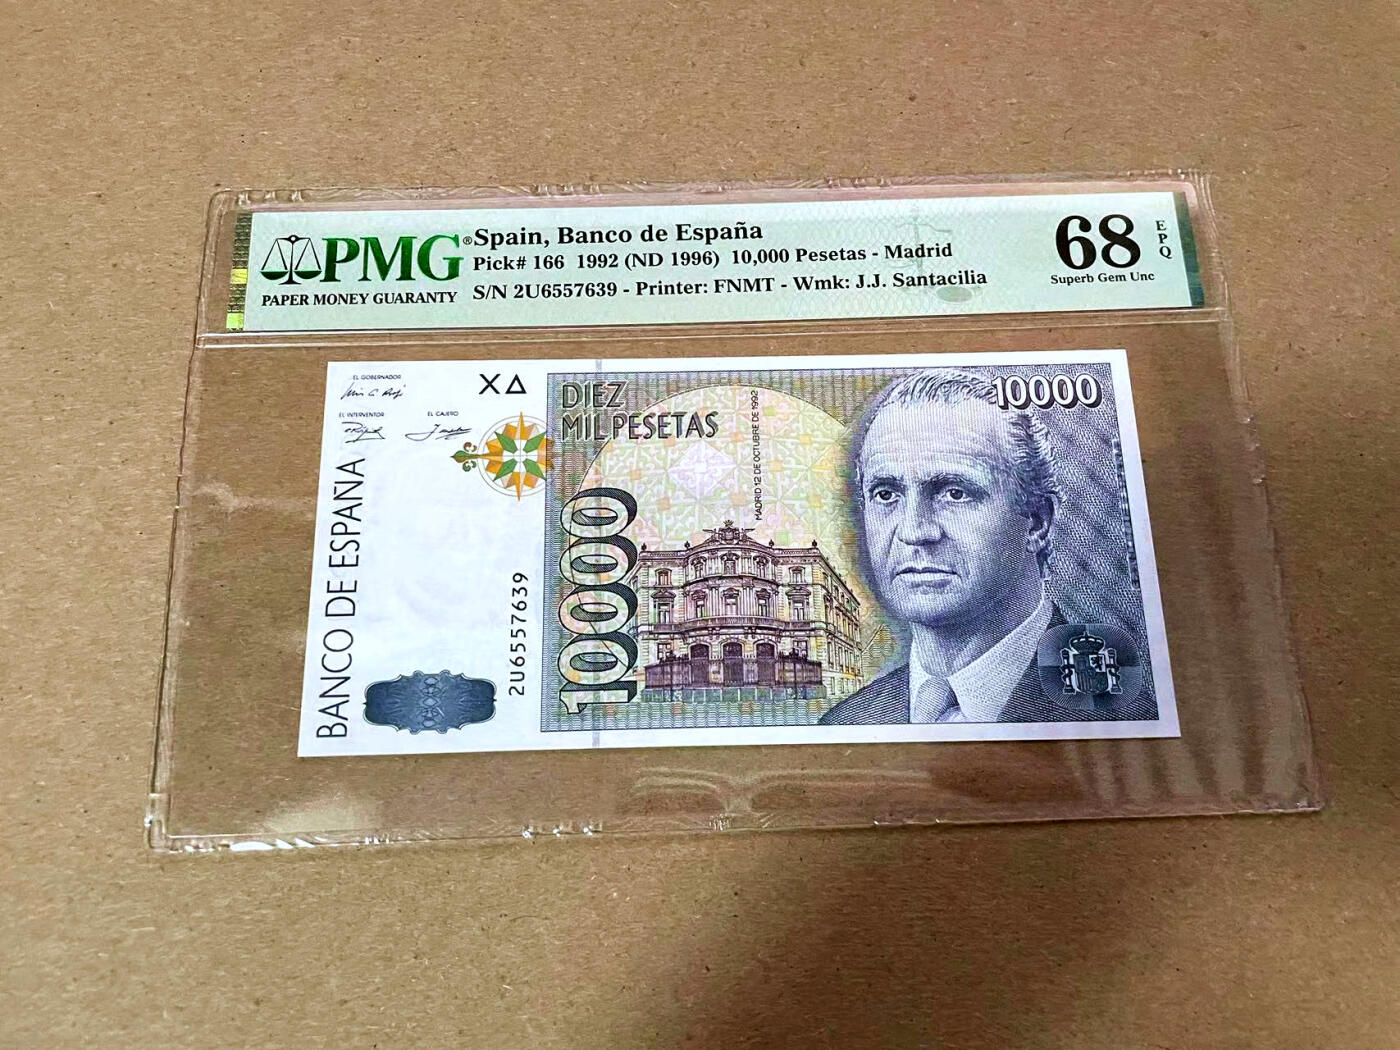 PMG®
PAPER MONEY GUARANTY
Spain, Banco de España
Pick# 166 1992 (ND 1996) 10,000 Pesetas - Madrid
S/N 2U6557639 - Printer: FNMT - Wmk: J.J. Santacilia
68
EPQ
Superb Gem Unc
EL GOBERNADOR
EL INTERVENTOR
EL CAJERO
XΔ
DIEZ
MIL PESETAS
MADRID 12 DE OCTUBRE DE 1992
10000
10000
BANCO DE ESPAÑA
2U6557639